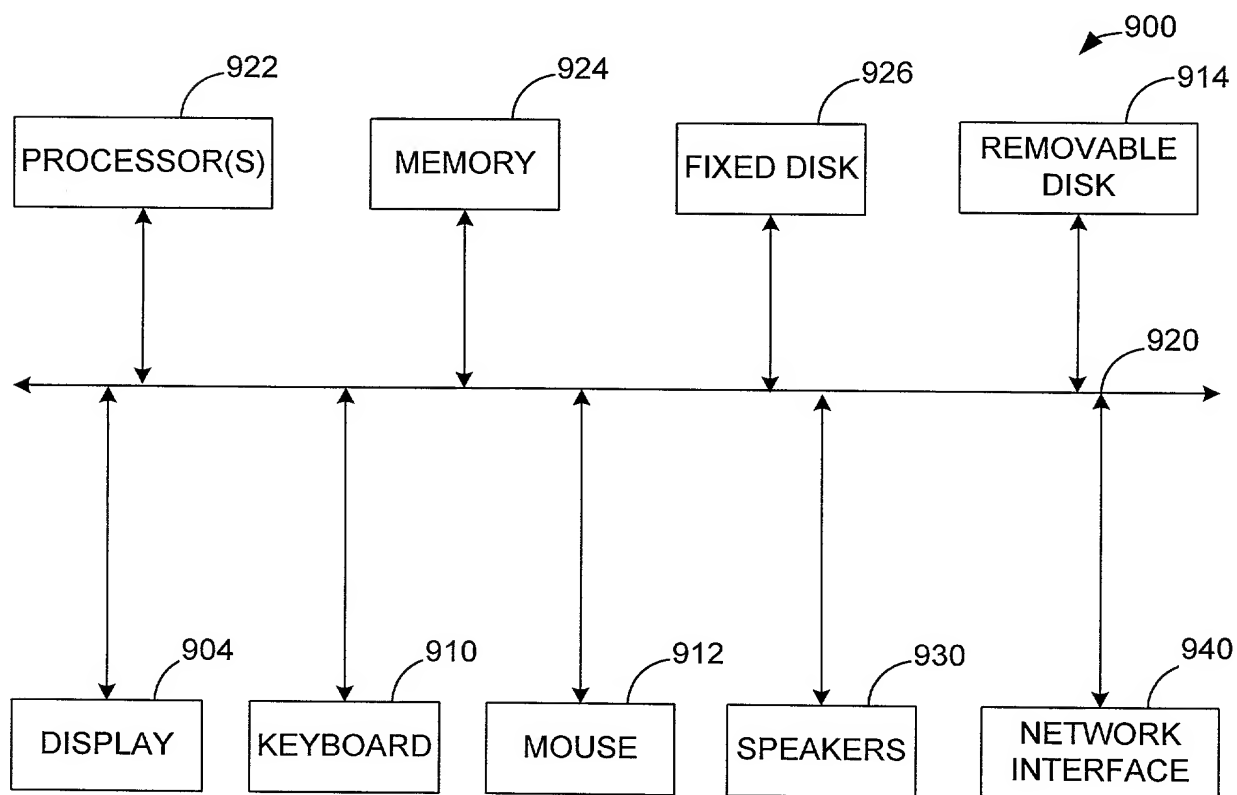 900
922
924
926
914
PROCESSOR(S)
MEMORY
FIXED DISK
REMOVABLE
DISK
920
904
910
912
930
940
DISPLAY
KEYBOARD
MOUSE
SPEAKERS
NETWORK
INTERFACE